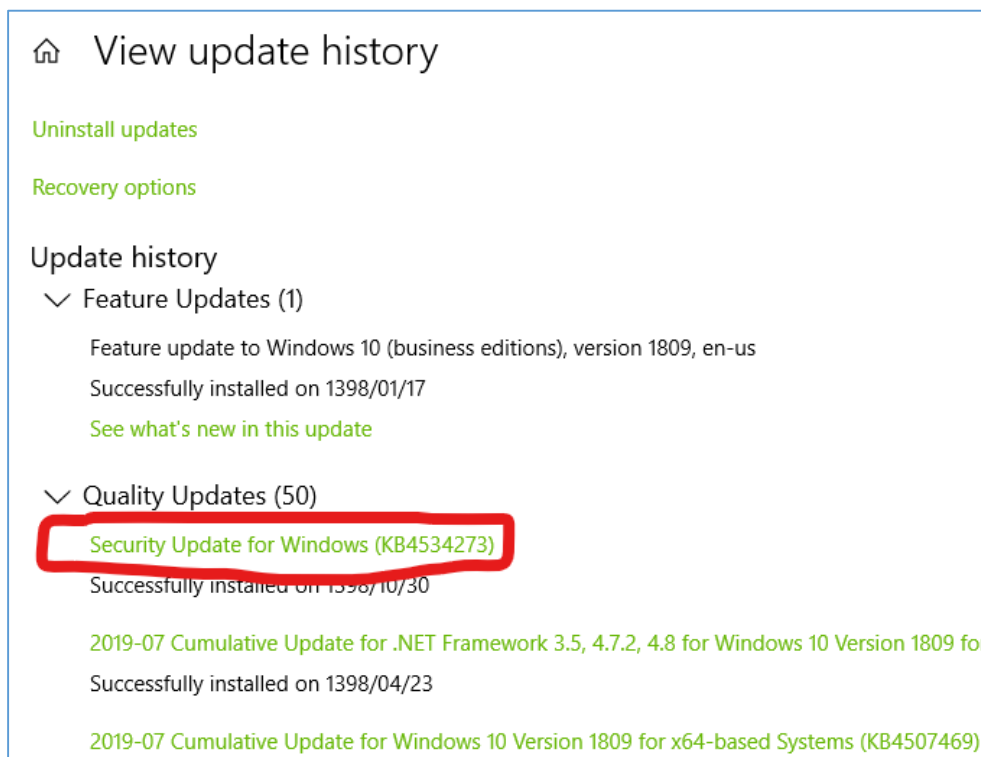 View update history
Uninstall updates
Recovery options
Update history
Feature Updates (1)
Feature update to Windows 10 (business editions), version 1809, en-us
Successfully installed on 1398/01/17
See what's new in this update
Quality Updates (50)
Security Update for Windows (KB4534273)
Successfully installed on 1398/10/30
2019-07 Cumulative Update for .NET Framework 3.5, 4.7.2, 4.8 for Windows 10 Version 1809 fo
Successfully installed on 1398/04/23
2019-07 Cumulative Update for Windows 10 Version 1809 for x64-based Systems (KB4507469)